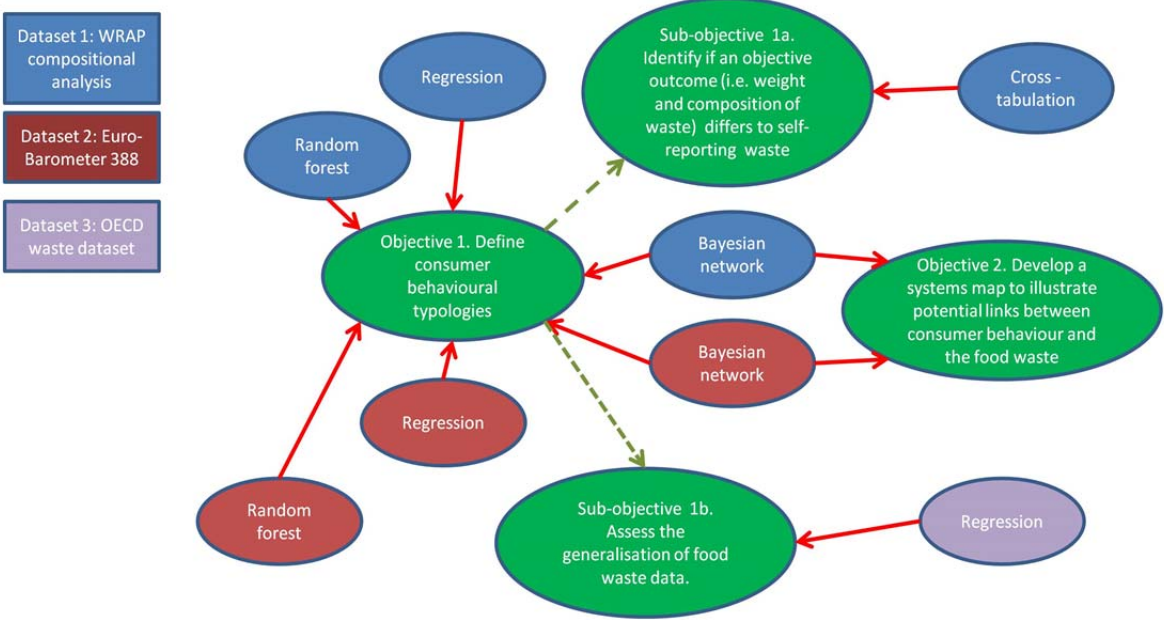 Dataset 1: WRAP
compositional
analysis
Dataset 2: Euro-
Barometer 388
Dataset 3: OECD
waste dataset
Regression
Random
forest
Sub-objective 1a.
Identify if an objective
outcome (i.e. weight
and composition of
waste) differs to self-
reporting waste
Cross -
tabulation
Objective 1. Define
consumer
behavioural
typologies
Bayesian
network
Objective 2. Develop a
systems map to illustrate
potential links between
consumer behaviour and
the food waste
Bayesian
network
Regression
Random
forest
Sub-objective 1b.
Assess the
generalisation of food
waste data.
Regression